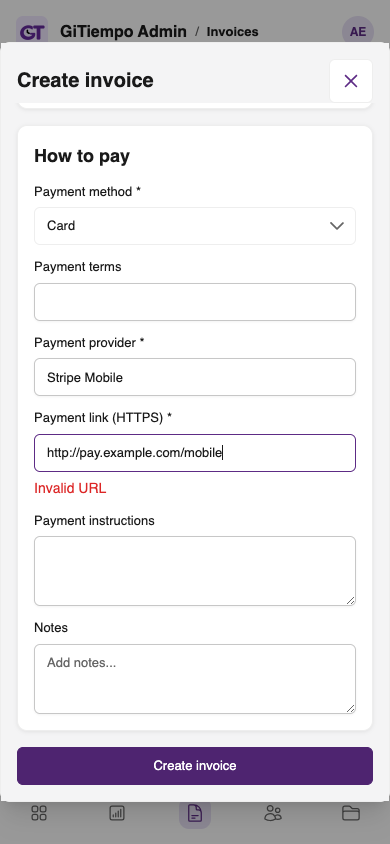 GT GiTiempo Admin / Invoices AE
Create invoice
How to pay
Payment method *
Card
Payment terms
Payment provider *
Stripe Mobile
Payment link (HTTPS) *
http://pay.example.com/mobile
Invalid URL
Payment instructions
Notes
Add notes...
Create invoice